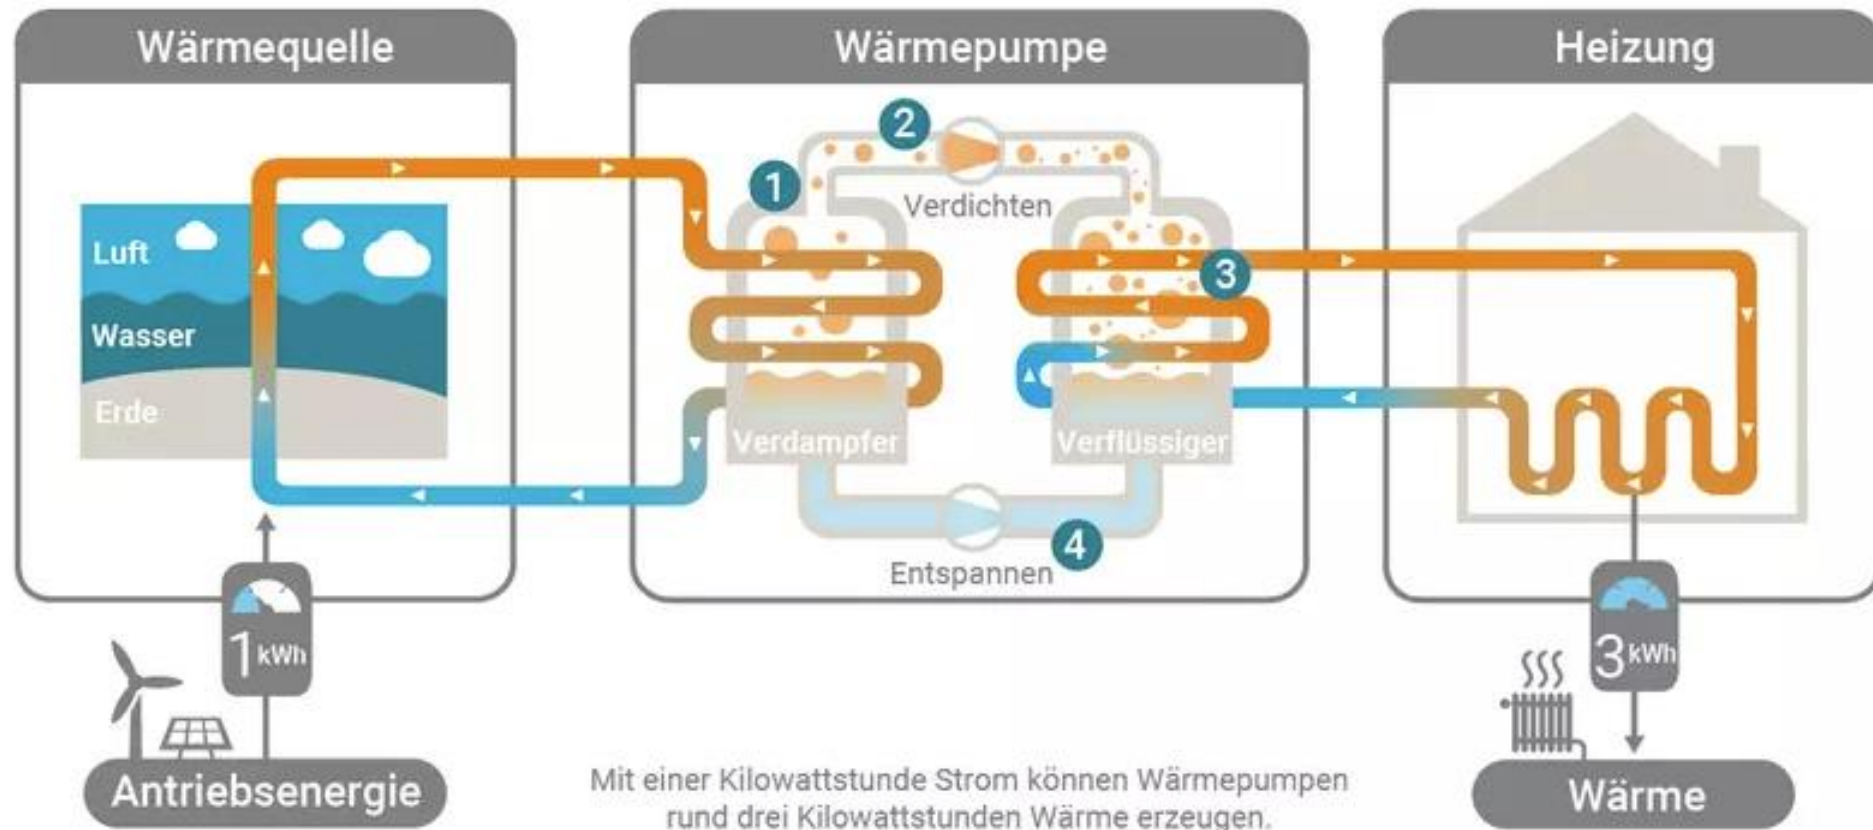 Wärmequelle
Wärmepumpe
Heizung
Luft
Wasser
Erde
1
2
Verdichten
3
Verdampfer
Verflüssiger
4
Entspannen
1 kWh
3 kWh
Antriebsenergie
Mit einer Kilowattstunde Strom können Wärmepumpen
rund drei Kilowattstunden Wärme erzeugen.
Wärme